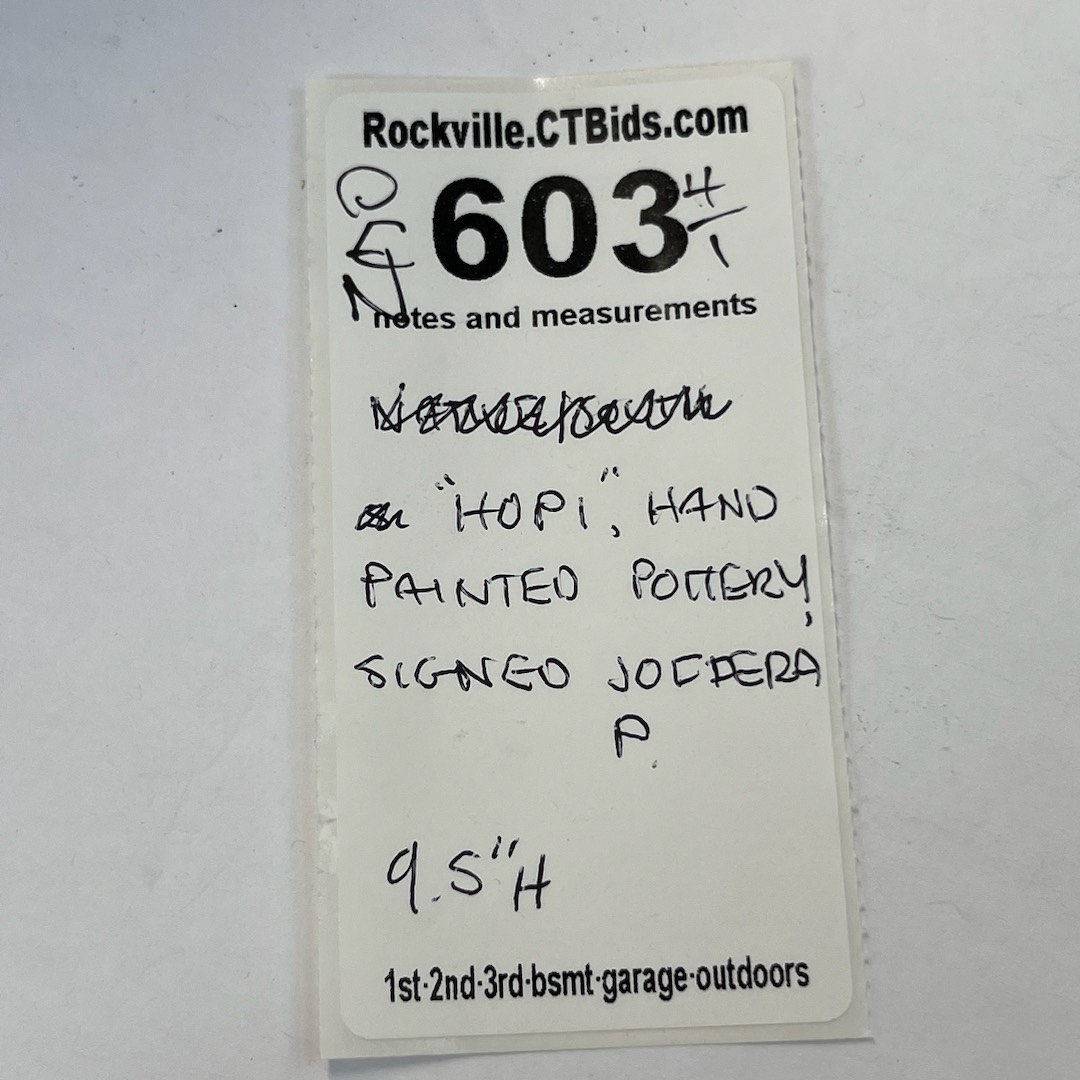 Rockville.CTBids.com
DEN 603 4/1
notes and measurements
"HOPI", HAND
PAINTED POTTERY,
SIGNED
P.
9.5"H
1st·2nd·3rd·bsmt·garage·outdoors